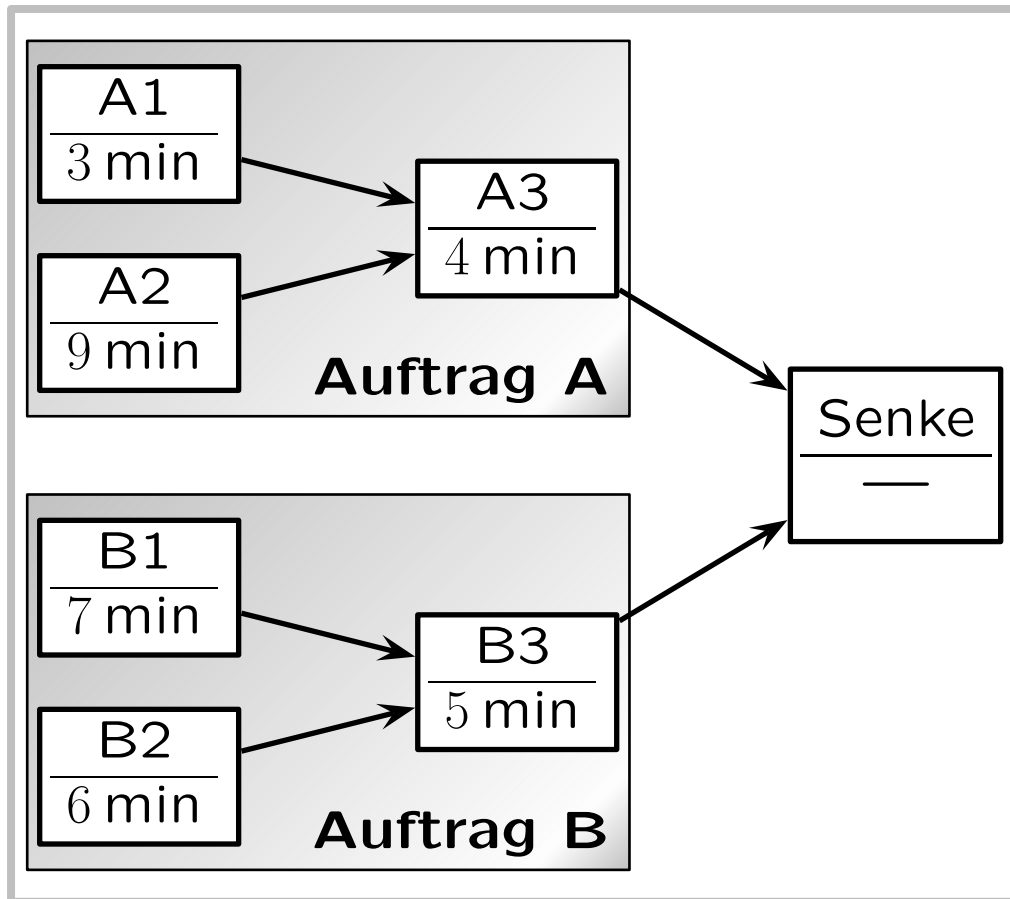 A1
3 min
A2
9 min
A3
4 min
Auftrag A
Senke
—
B1
7 min
B2
6 min
B3
5 min
Auftrag B